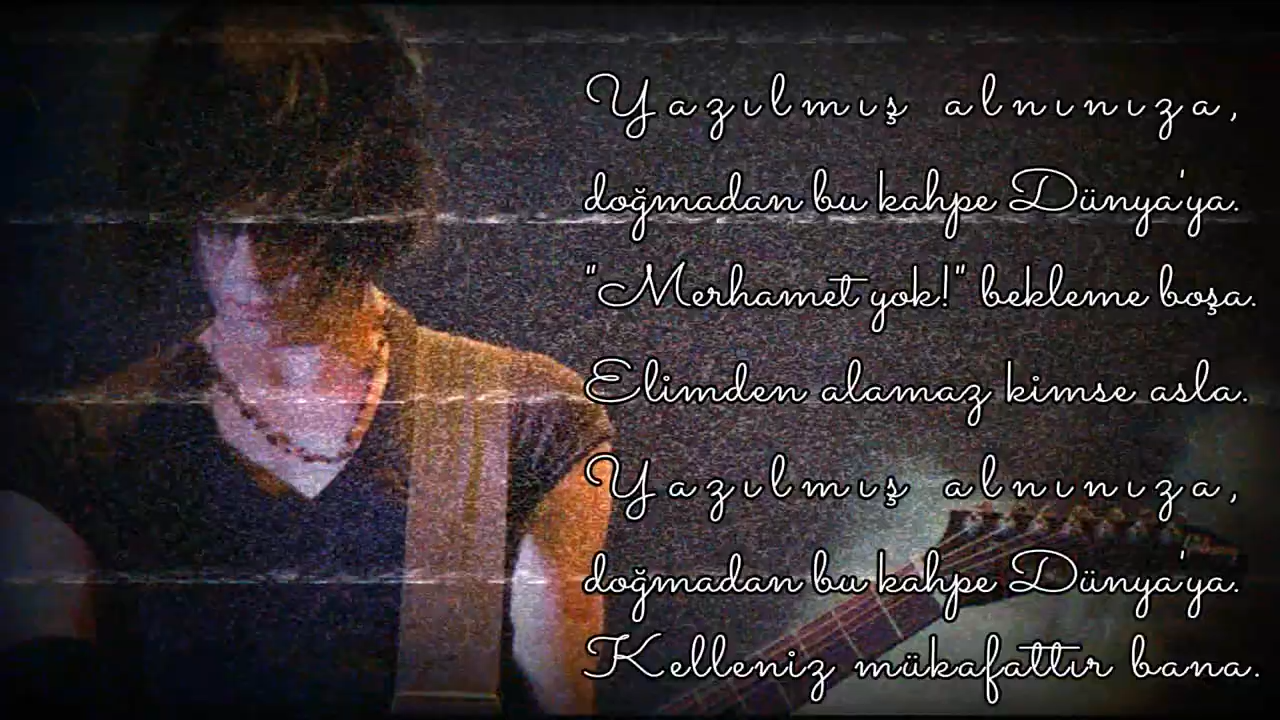 Yazılmış alnınıza,
doğmadan bu kahpe Dünya'ya.
"Merhamet yok!" bekleme boşa.
Elimden alamaz kimse asla.
Yazılmış alnınıza,
doğmadan bu kahpe Dünya'ya.
Kelleniz mükafattır bana.